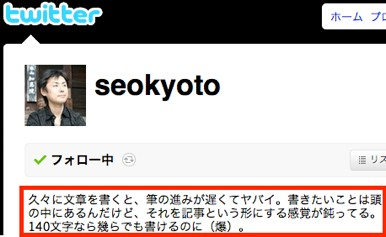 twitter
ホーム プロ
seokyoto
フォロー中
リス
久々に文章を書くと、筆の進みが遅くてヤバイ。書きたいことは頭
の中にあるんだけど、それを記事という形にする感覚が鈍ってる。
140文字なら幾らでも書けるのに（爆）。